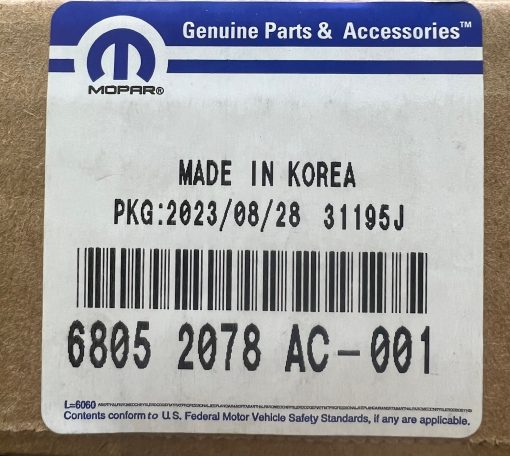 Genuine Parts & Accessories™
MOPAR®
MADE IN KOREA
PKG:2023/08/28 31195J
6805 2078 AC-001
L=6060
Contents conform to U.S. Federal Motor Vehicle Safety Standards, if any are applicable.